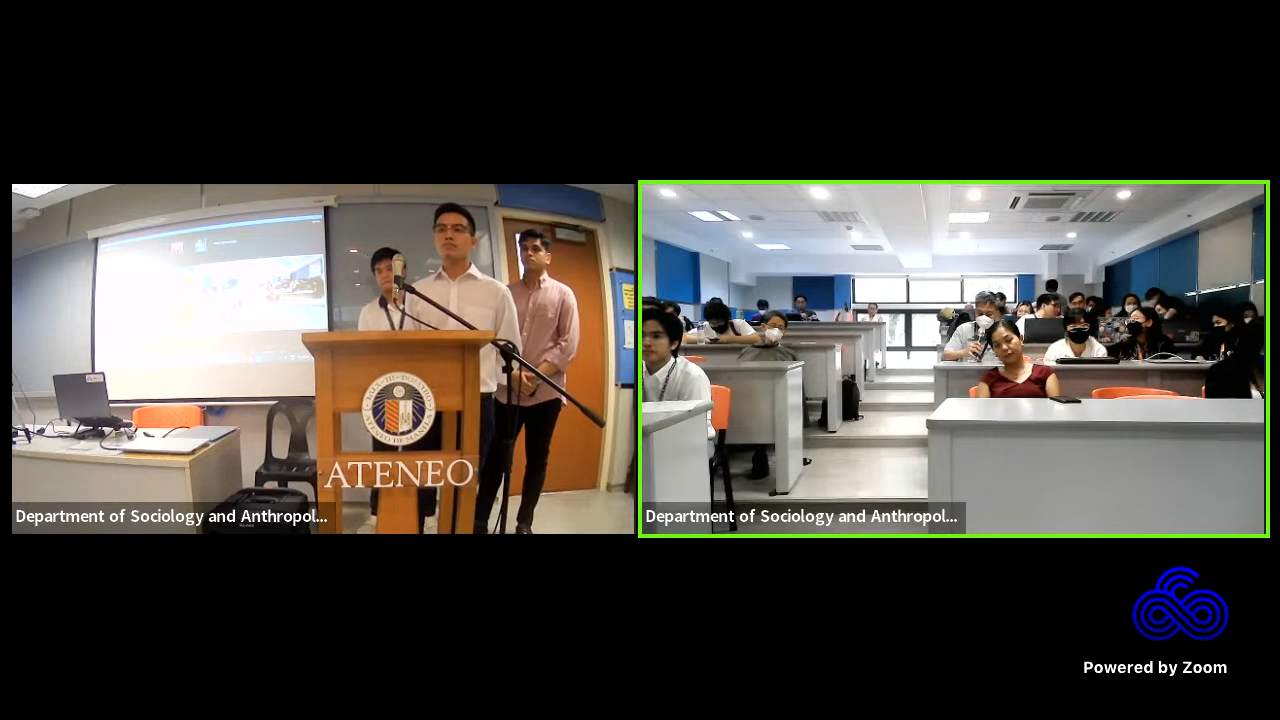 ATENEO
Department of Sociology and Anthropol...
Department of Sociology and Anthropol...
Powered by Zoom